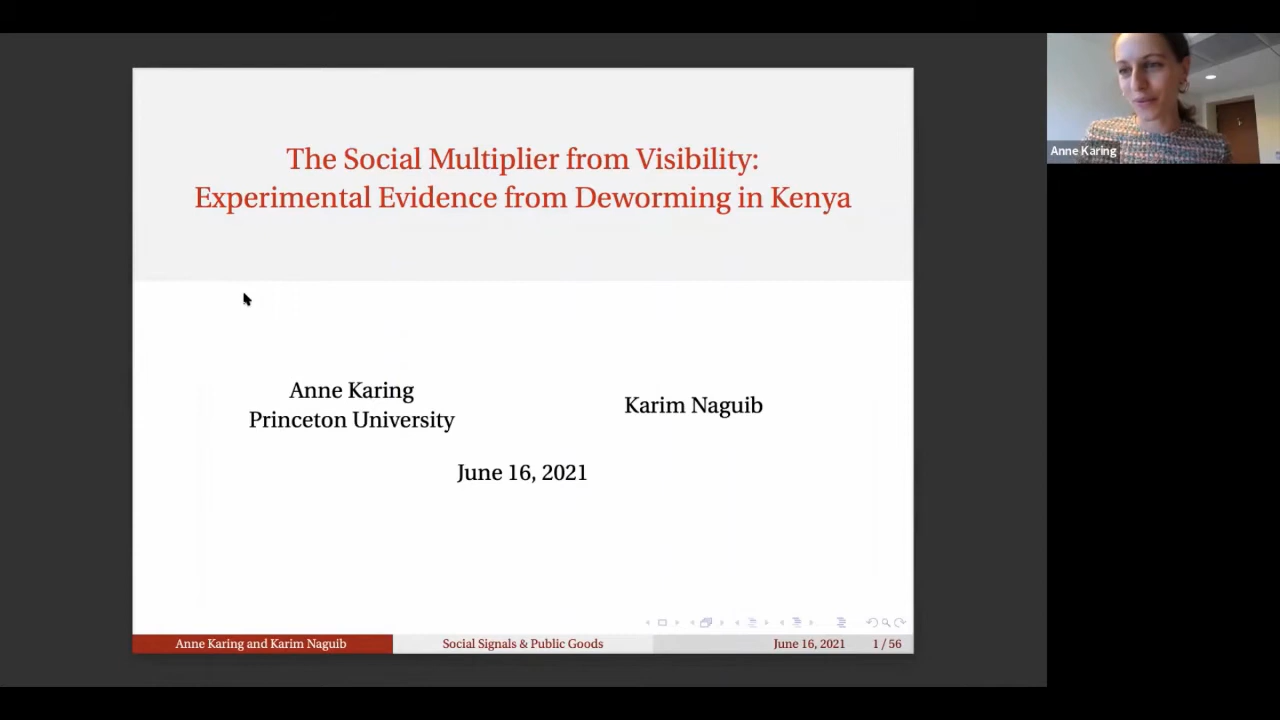 The Social Multiplier from Visibility:
Experimental Evidence from Deworming in Kenya
Anne Karing
Princeton University
Karim Naguib
June 16, 2021
Anne Karing and Karim Naguib
Social Signals & Public Goods
June 16, 2021
1 / 56
Anne Karing